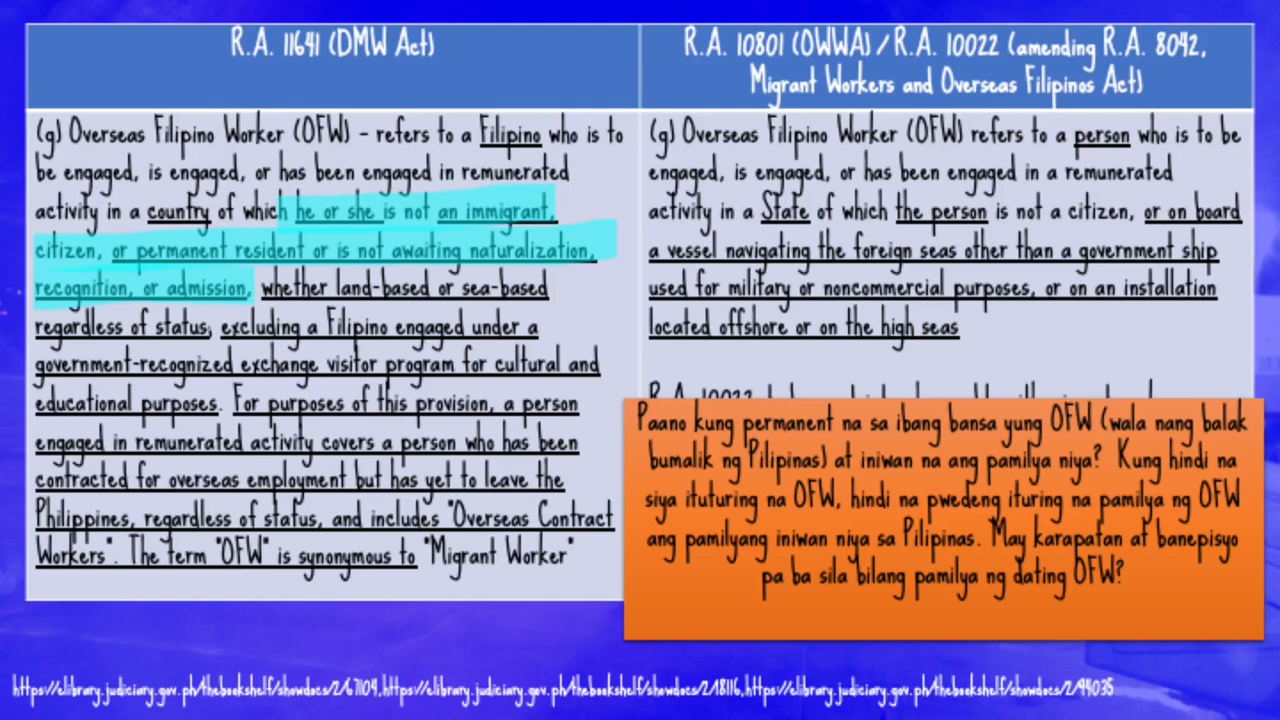 R.A. 11641 (DMW Act)
R.A. 10801 (OWWA) / R.A. 10022 (amending R.A. 8042,
Migrant Workers and Overseas Filipinos Act)
(g) Overseas Filipino Worker (OFW) – refers to a Filipino who is to
be engaged, is engaged, or has been engaged in remunerated
activity in a country of which he or she is not an immigrant,
citizen, or permanent resident or is not awaiting naturalization,
recognition, or admission, whether land-based or sea-based
regardless of status; excluding a Filipino engaged under a
government-recognized exchange visitor program for cultural and
educational purposes. For purposes of this provision, a person
engaged in remunerated activity covers a person who has been
contracted for overseas employment but has yet to leave the
Philippines, regardless of status, and includes "Overseas Contract
Workers". The term "OFW" is synonymous to "Migrant Worker"
(g) Overseas Filipino Worker (OFW) refers to a person who is to be
engaged, is engaged, or has been engaged in a remunerated
activity in a State of which the person is not a citizen, or on board
a vessel navigating the foreign seas other than a government ship
used for military or noncommercial purposes, or on an installation
located offshore or on the high seas
R.A. 10022
Paano kung permanent na sa ibang bansa yung OFW (wala nang balak
bumalik ng Pilipinas) at iniwan na ang pamilya niya? Kung hindi na
siya ituturing na OFW, hindi na pwedeng ituring na pamilya ng OFW
ang pamilyang iniwan niya sa Pilipinas. May karapatan at banepisyo
pa ba sila bilang pamilya ng dating OFW?
https://elibrary.judiciary.gov.ph/thebookshelf/showdocs/2/67104,https://elibrary.judiciary.gov.ph/thebookshelf/showdocs/2/18116,https://elibrary.judiciary.gov.ph/thebookshelf/showdocs/2/44035